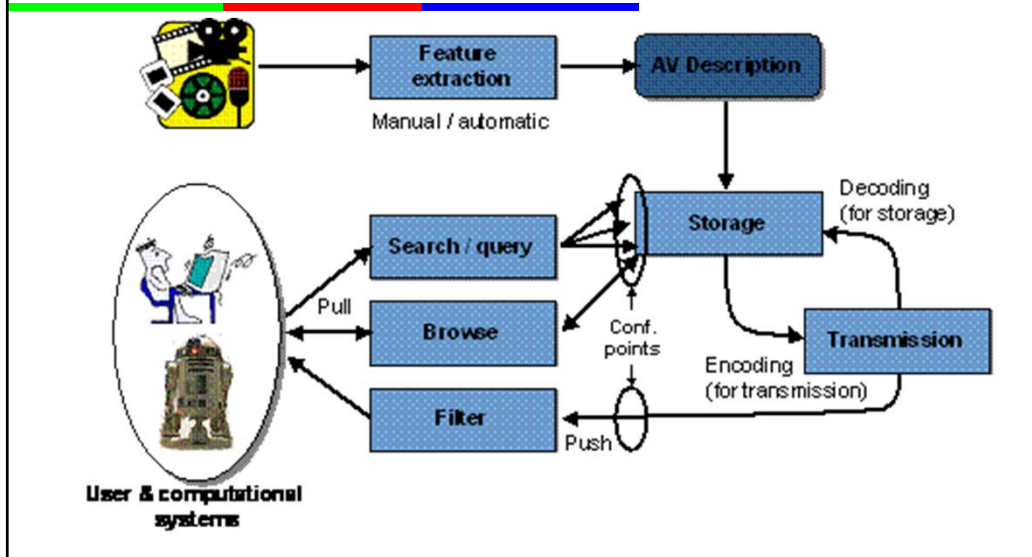 Feature
extraction
AV Description
Manual / automatic
Storage
Decoding
(for storage)
Search / query
Pull
Browse
Conf.
points
Transmission
Encoding
(for transmission)
Filter
Push
User & computational
systems